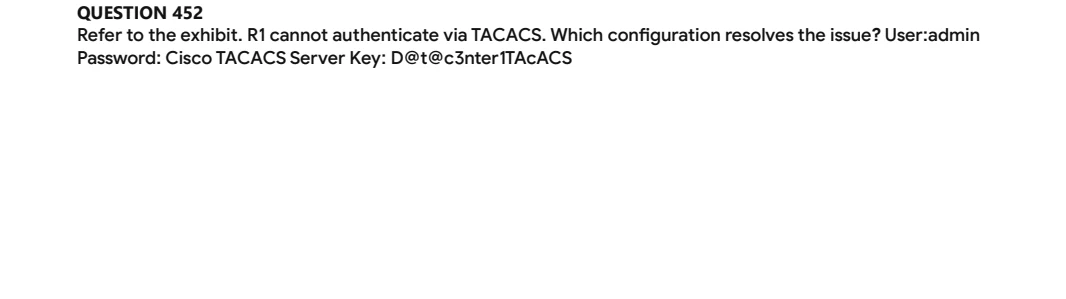 QUESTION 452
Refer to the exhibit. R1 cannot authenticate via TACACS. Which configuration resolves the issue? User:admin
Password: Cisco TACACS Server Key: D@t@c3nter1TAcACS